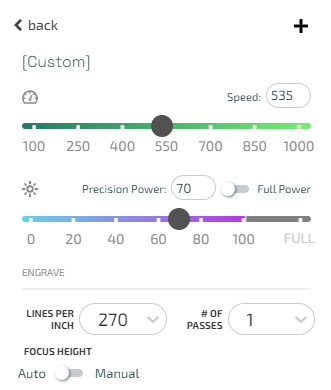 back
[Custom]
Speed: 535
100 250 400 550 700 850 1000
Precision Power: 70 Full Power
0 20 40 60 80 100 FULL
ENGRAVE
LINES PER INCH 270 # OF PASSES 1
FOCUS HEIGHT
Auto Manual